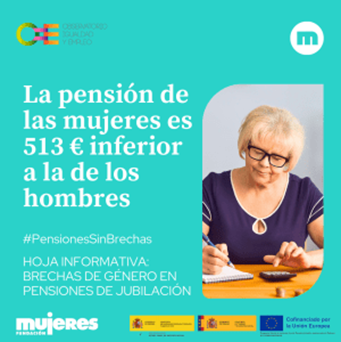 OBSERVATORIO
IGUALDAD
Y EMPLEO
m
La pensión de
las mujeres es
513 € inferior
a la de los
hombres
#PensionesSinBrechas
HOJA INFORMATIVA:
BRECHAS DE GÉNERO EN
PENSIONES DE JUBILACIÓN
mujeres
FUNDACIÓN
Cofinanciado por
la Unión Europea